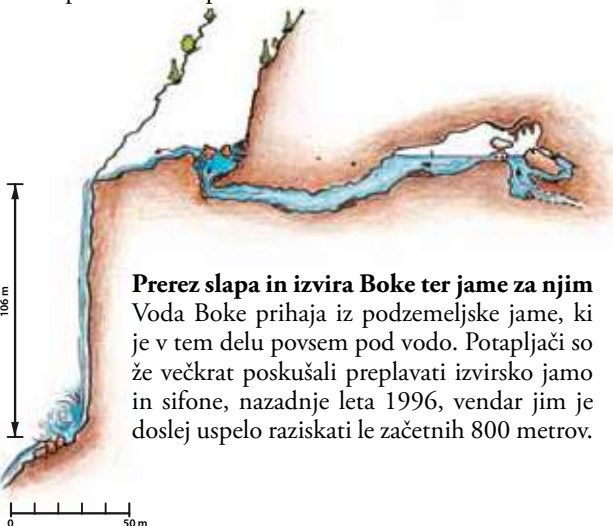 106 m
Prerez slapa in izvira Boke ter jame za njim
Voda Boke prihaja iz podzemeljske jame, ki
je v tem delu povsem pod vodo. Potapljači so
že večkrat poskušali preplavati izvirsko jamo
in sifone, nazadnje leta 1996, vendar jim je
doslej uspelo raziskati le začetnih 800 metrov.
0 50 m